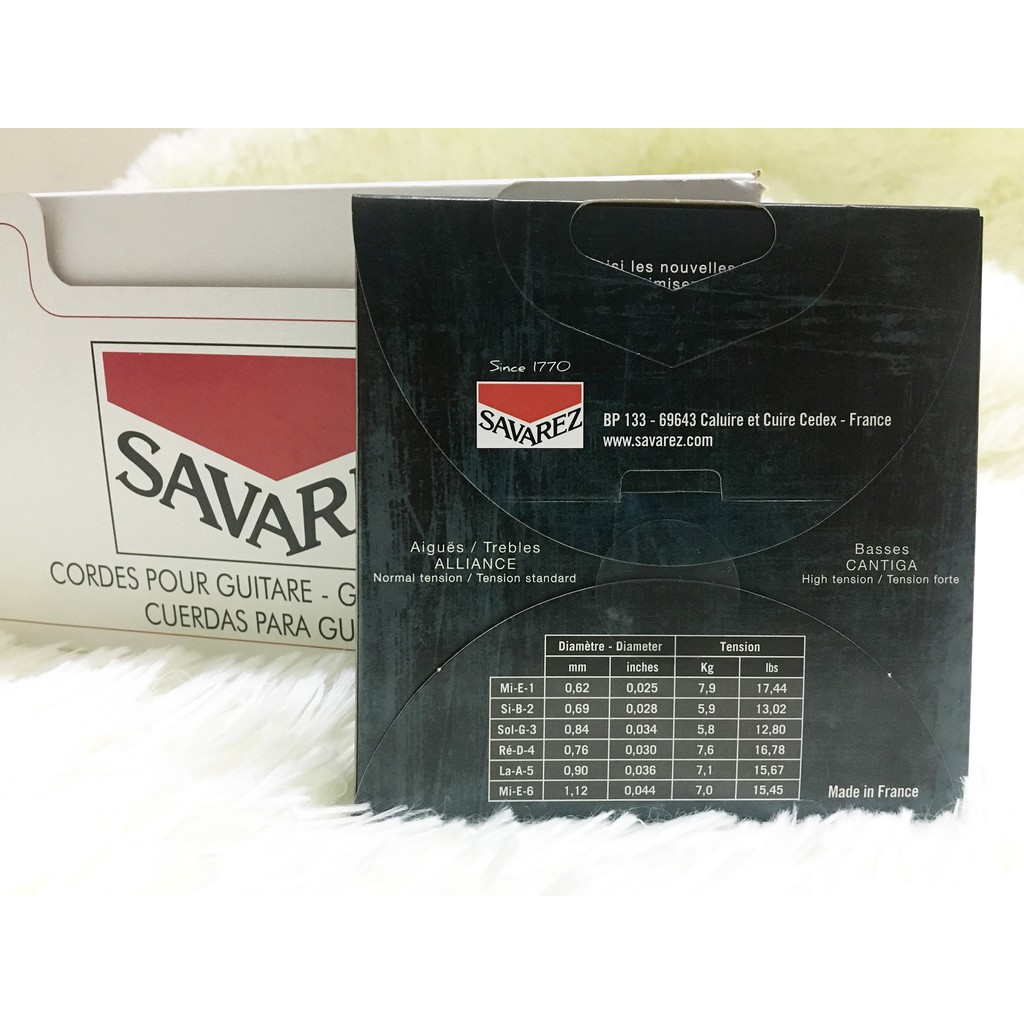 SAVAREZ
CORDES POUR GUITARE -
CUERDAS PARA
les nouvelles
Since 1770
SAVAREZ
BP 133 - 69643 Caluire et Cuire Cedex - France
www.savarez.com
Aiguës / Trebles
ALLIANCE
Normal tension / Tension standard
Basses
CANTIGA
High tension / Tension forte
Diamètre - Diameter Tension
mm inches Kg lbs
Mi-E-1 0,62 0,025 7,9 17,44
Si-B-2 0,69 0,028 5,9 13,02
Sol-G-3 0,84 0,034 5,8 12,80
Ré-D-4 0,76 0,030 7,6 16,78
La-A-5 0,90 0,036 7,1 15,67
Mi-E-6 1,12 0,044 7,0 15,45
Made in France